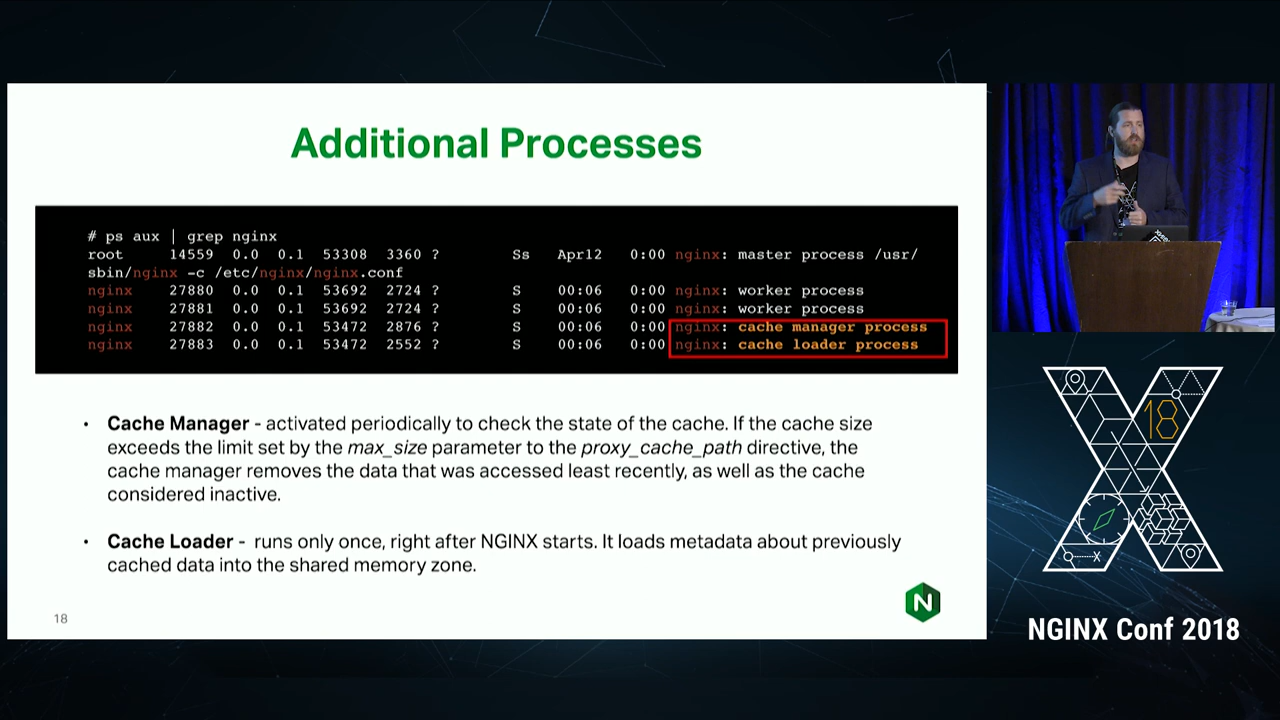 Additional Processes
# ps aux | grep nginx
root 14559 0.0 0.1 53308 3360 ? Ss Apr12 0:00 nginx: master process /usr/
sbin/nginx -c /etc/nginx/nginx.conf
nginx 27880 0.0 0.1 53692 2724 ? S 00:06 0:00 nginx: worker process
nginx 27881 0.0 0.1 53692 2724 ? S 00:06 0:00 nginx: worker process
nginx 27882 0.0 0.1 53472 2876 ? S 00:06 0:00 nginx: cache manager process
nginx 27883 0.0 0.1 53472 2552 ? S 00:06 0:00 nginx: cache loader process
• Cache Manager - activated periodically to check the state of the cache. If the cache size
exceeds the limit set by the max_size parameter to the proxy_cache_path directive, the
cache manager removes the data that was accessed least recently, as well as the cache
considered inactive.
• Cache Loader - runs only once, right after NGINX starts. It loads metadata about previously
cached data into the shared memory zone.
18
N
18
NGINX Conf 2018